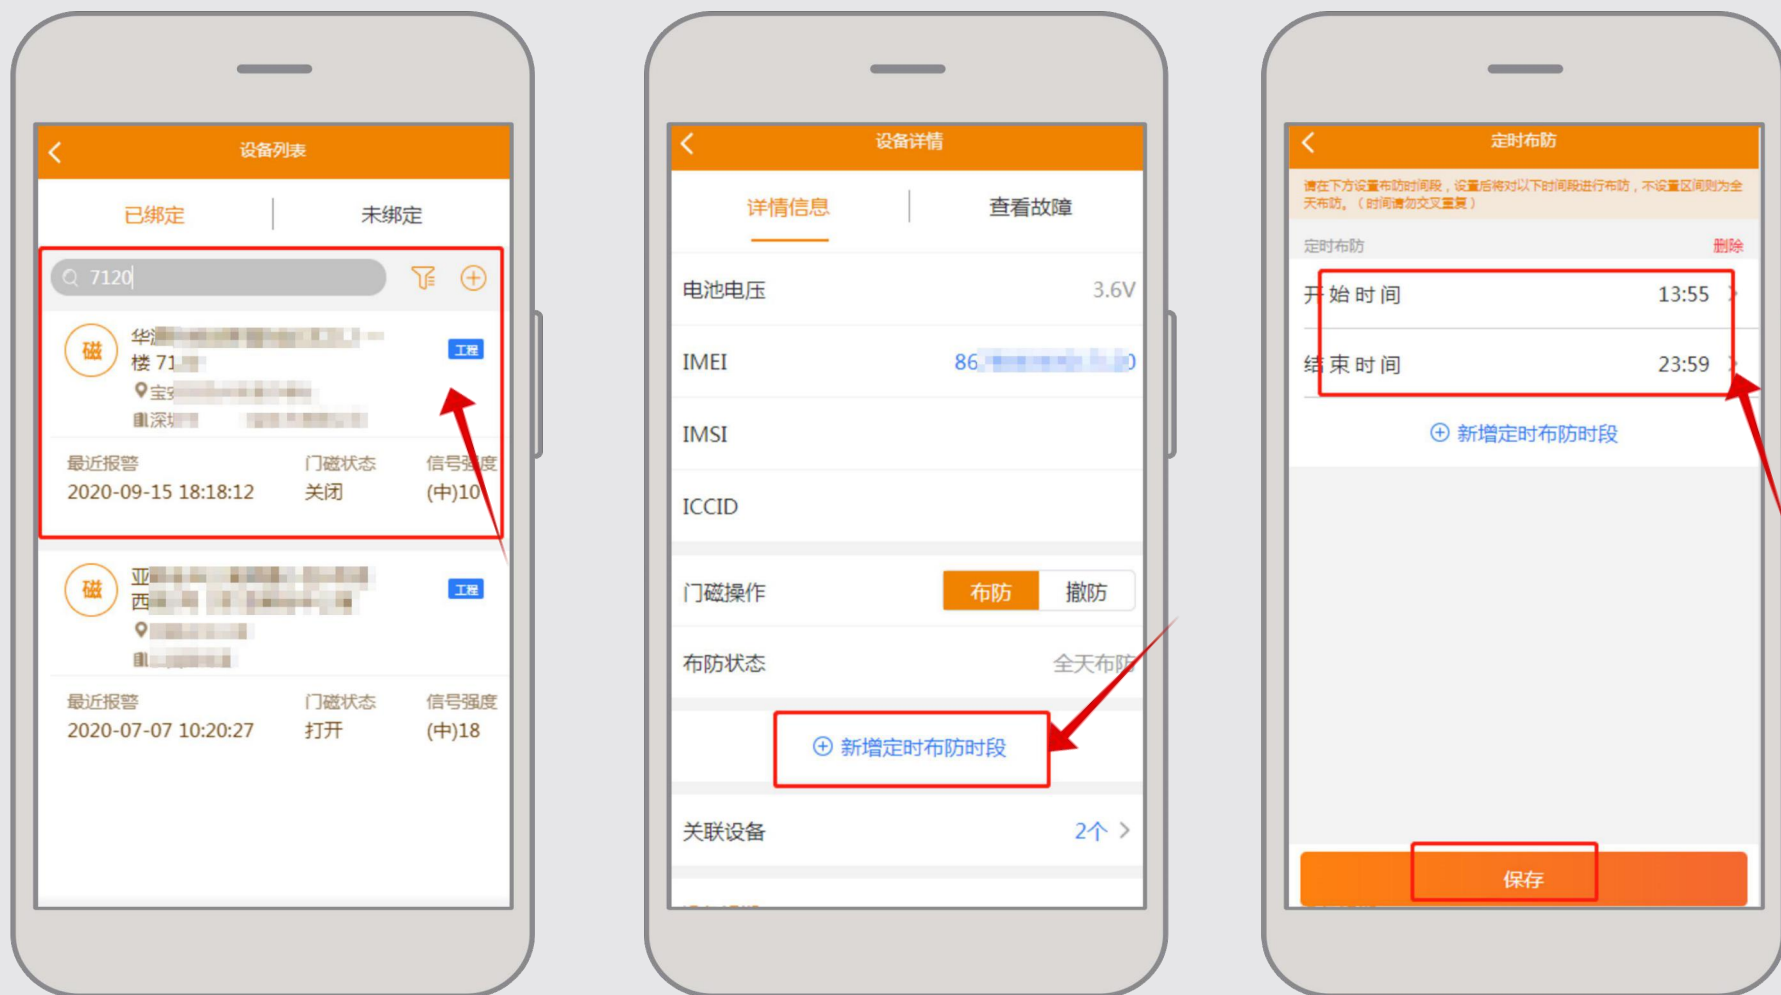 设备列表
已绑定
未绑定
7120
磁
华
工程
楼 71
宝
深圳
最近报警
门磁状态
信号强度
2020-09-15 18:18:12
关闭
(中)10
磁
亚
工程
西
最近报警
门磁状态
信号强度
2020-07-07 10:20:27
打开
(中)18
设备详情
详情信息
查看故障
电池电压
3.6V
IMEI
86 0
IMSI
ICCID
门磁操作
布防
撤防
布防状态
全天布防
新增定时布防时段
关联设备
2个
定时布防
请在下方设置布防时间段，设置后将对以下时间段进行布防，不设置区间则为全
天布防。（时间请勿交叉重复）
定时布防
删除
开始时间
13:55
结束时间
23:59
新增定时布防时段
保存